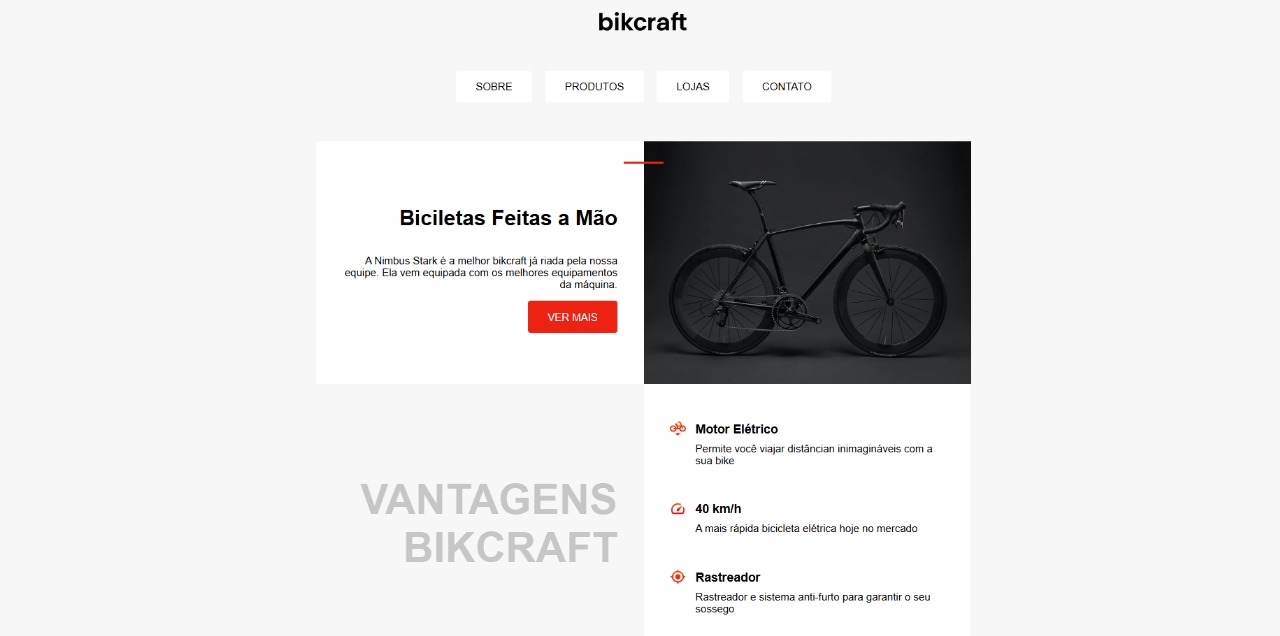 bikcraft
SOBRE
PRODUTOS
LOJAS
CONTATO
Biciletas Feitas a Mão
A Nimbus Stark é a melhor bikcraft já riada pela nossa
equipe. Ela vem equipada com os melhores equipamentos
da máquina.
VER MAIS
VANTAGENS
BIKCRAFT
Motor Elétrico
Permite você viajar distâncian inimagináveis com a
sua bike
40 km/h
A mais rápida bicicleta elétrica hoje no mercado
Rastreador
Rastreador e sistema anti-furto para garantir o seu
sossego